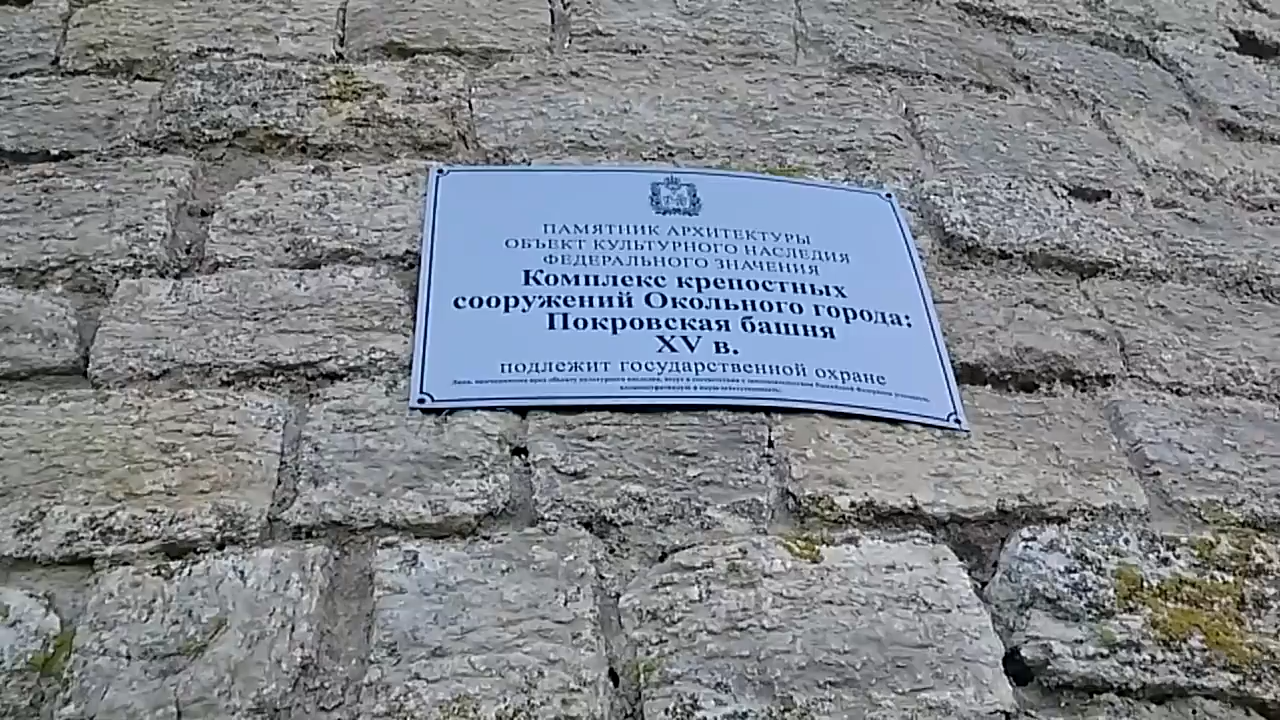 ПАМЯТНИК АРХИТЕКТУРЫ
ОБЪЕКТ КУЛЬТУРНОГО НАСЛЕДИЯ
ФЕДЕРАЛЬНОГО ЗНАЧЕНИЯ
Комплекс крепостных
сооружений Окольного города:
Покровская башня
XV в.
подлежит государственной охране